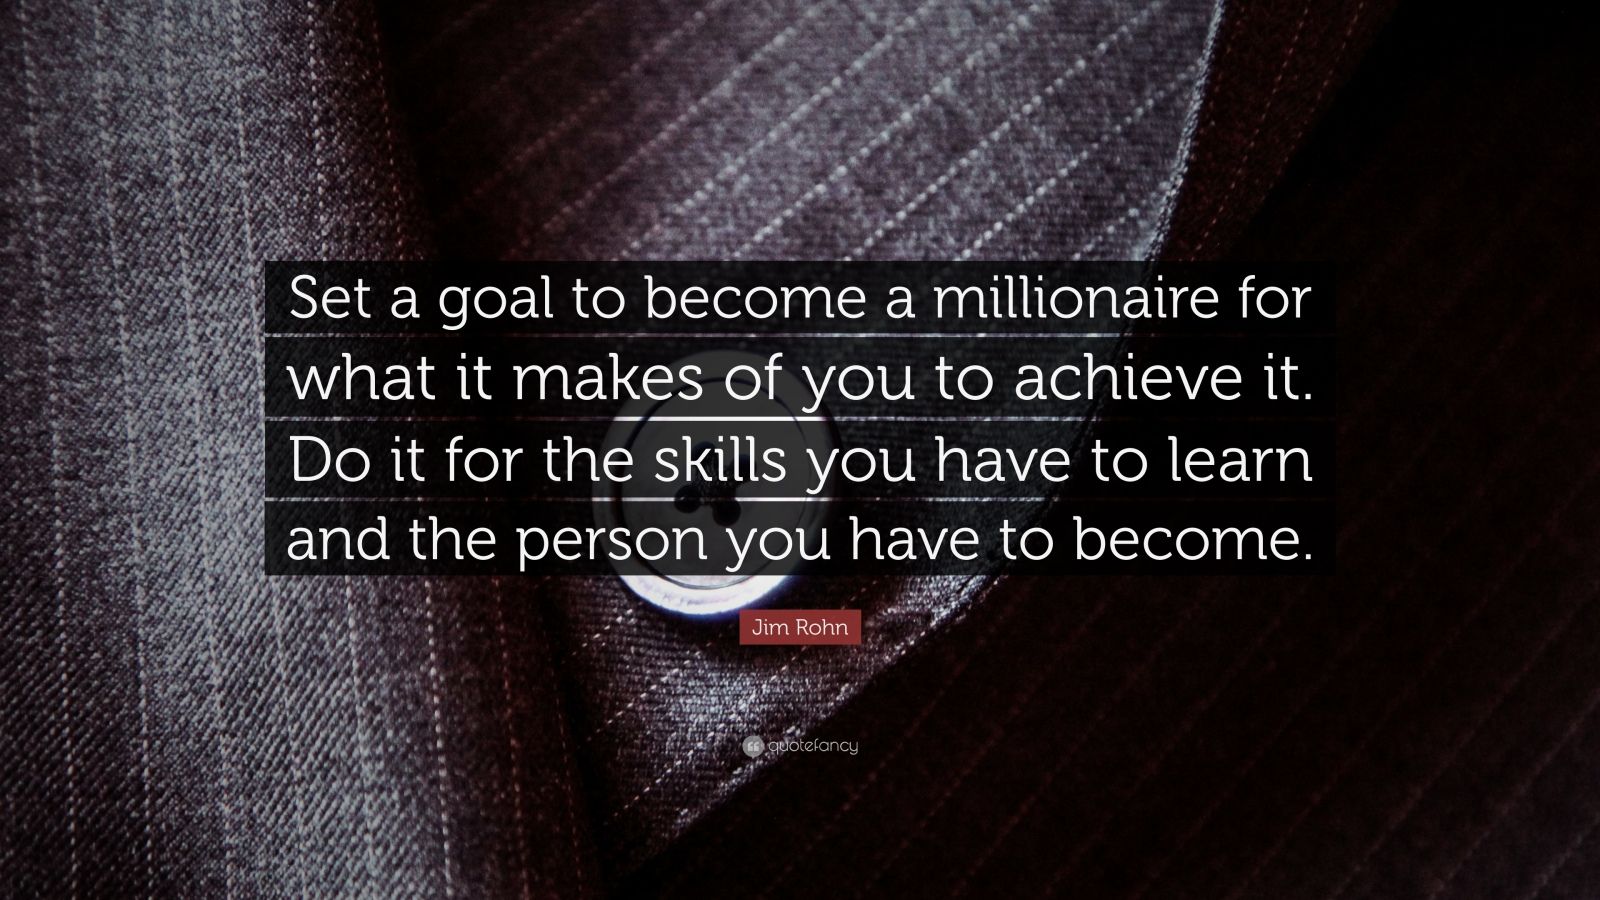 Set a goal to become a millionaire for
what it makes of you to achieve it.
Do it for the skills you have to learn
and the person you have to become.
Jim Rohn
quotefancy